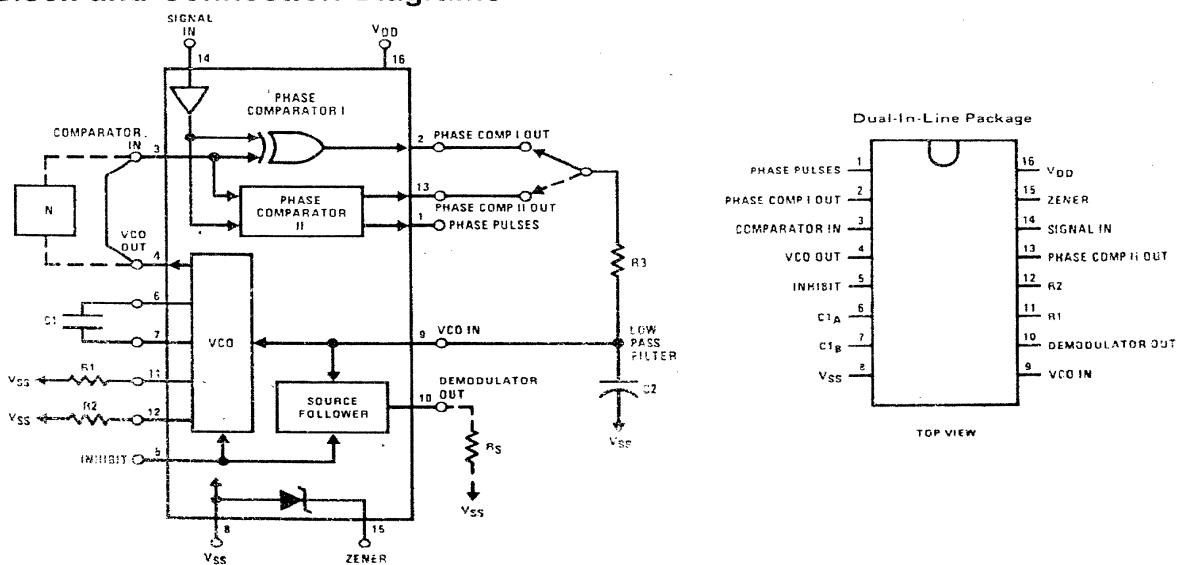 SIGNAL
IN
14
VDD
16
PHASE
COMPARATOR I
COMPARATOR
IN
3
2
PHASE COMP I OUT
N
PHASE
COMPARATOR
II
13
PHASE COMP II OUT
1
PHASE PULSES
VCO
OUT
4
R3
6
C1
7
VCO
9
VCO IN
LOW
PASS
FILTER
VSS
R1
11
DEMODULATOR
OUT
10
C2
VSS
R2
12
SOURCE
FOLLOWER
RS
VSS
INHIBIT
5
VSS
8
VSS
15
ZENER
Dual-In-Line Package
PHASE PULSES 1
PHASE COMP I OUT 2
COMPARATOR IN 3
VCO OUT 4
INHIBIT 5
C1A 6
C1B 7
VSS 8
16 VDD
15 ZENER
14 SIGNAL IN
13 PHASE COMP II OUT
12 R2
11 R1
10 DEMODULATOR OUT
9 VCO IN
TOP VIEW